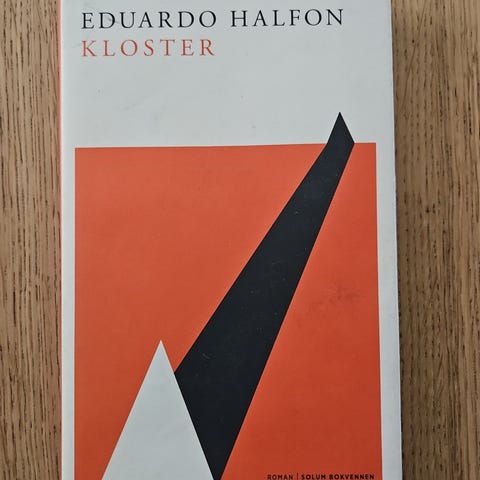 EDUARDO HALFON
KLOSTER
ROMAN | SOLUM BOKVENNEN